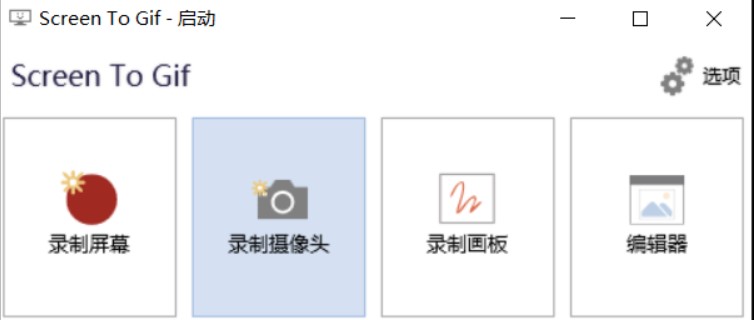 Screen To Gif - 启动
Screen To Gif
选项
录制屏幕
录制摄像头
录制画板
编辑器